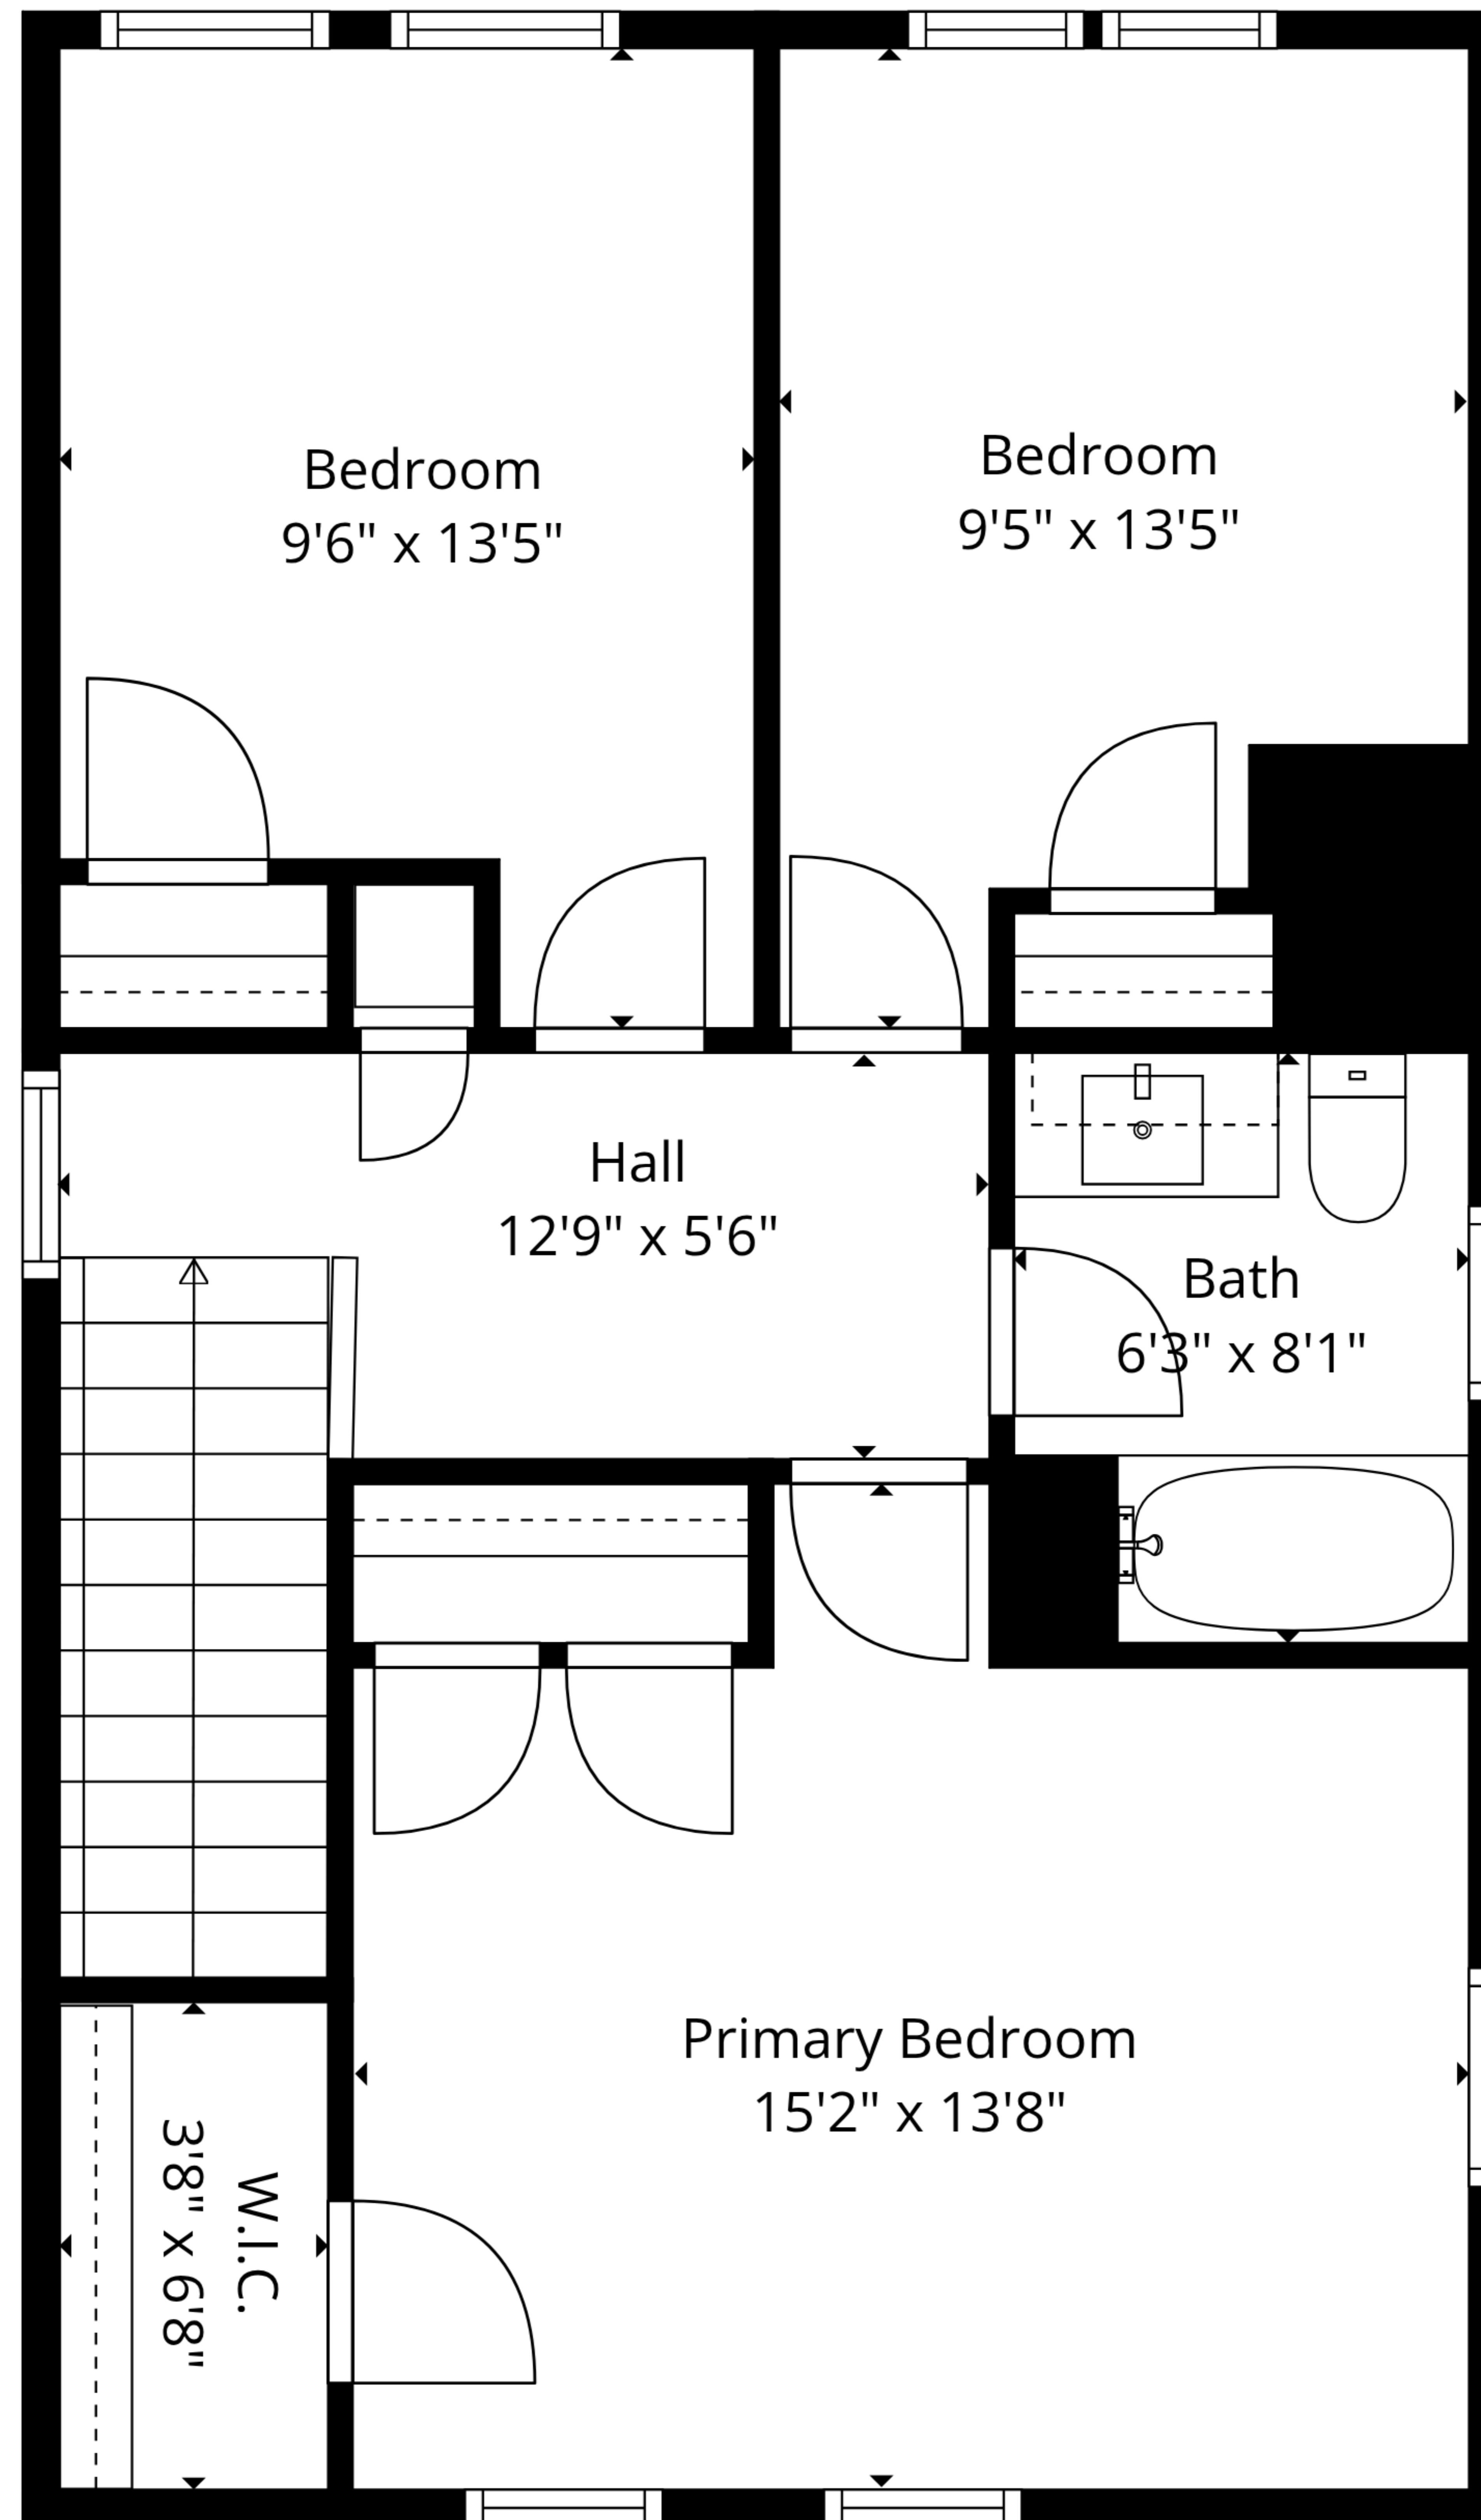 Bedroom
9'6" x 13'5"
Bedroom
9'5" x 13'5"
Hall
12'9" x 5'6"
Bath
6'3" x 8'1"
Primary Bedroom
15'2" x 13'8"
W.I.C.
3'8" x 6'8"